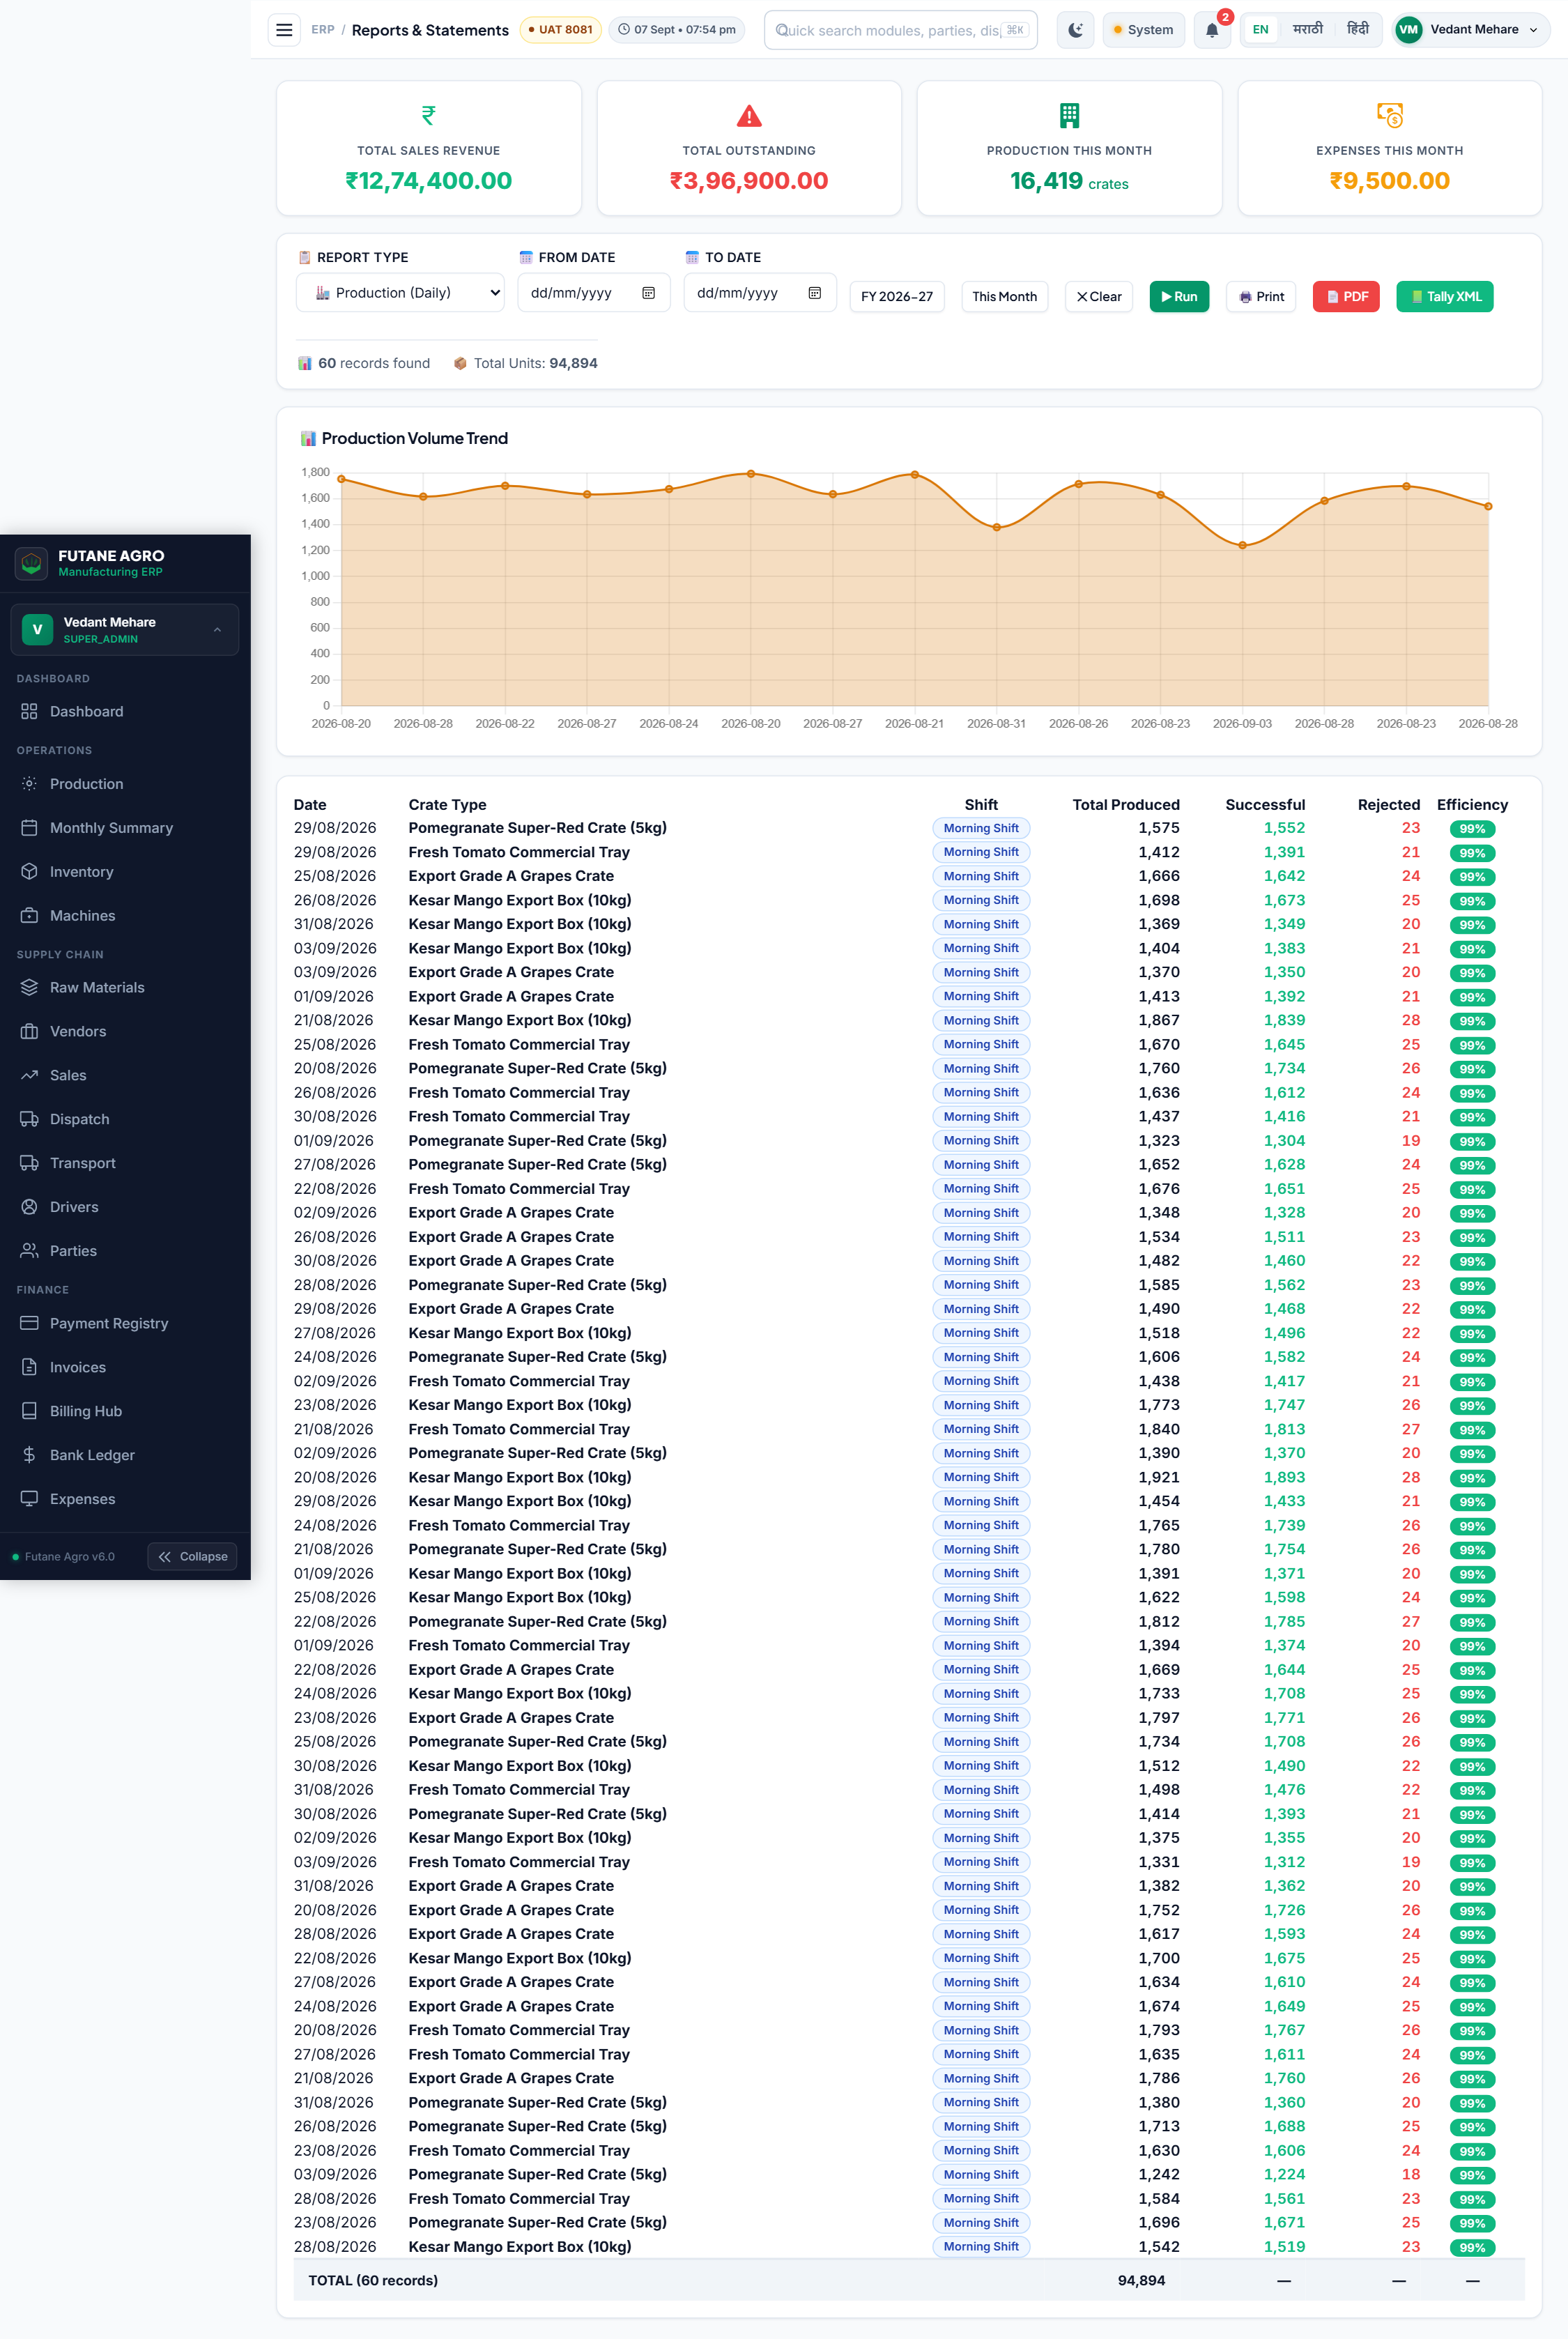 ERP / Reports & Statements
UAT 8081
07 Sept • 07:54 pm
Quick search modules, parties, dis ⌘K
System
2
EN मराठी हिंदी
VM Vedant Mehare
₹
TOTAL SALES REVENUE
₹12,74,400.00
TOTAL OUTSTANDING
₹3,96,900.00
PRODUCTION THIS MONTH
16,419 crates
EXPENSES THIS MONTH
₹9,500.00
REPORT TYPE
Production (Daily)
FROM DATE
dd/mm/yyyy
TO DATE
dd/mm/yyyy
FY 2026–27
This Month
✕ Clear
▶ Run
Print
PDF
Tally XML
60 records found Total Units: 94,894
Production Volume Trend
1,800
1,600
1,400
1,200
1,000
800
600
400
200
0
2026-08-20 2026-08-28 2026-08-22 2026-08-27 2026-08-24 2026-08-20 2026-08-27 2026-08-21 2026-08-31 2026-08-26 2026-08-23 2026-09-03 2026-08-28 2026-08-23 2026-08-28
FUTANE AGRO
Manufacturing ERP
V Vedant Mehare
SUPER_ADMIN
DASHBOARD
Dashboard
OPERATIONS
Production
Monthly Summary
Inventory
Machines
SUPPLY CHAIN
Raw Materials
Vendors
Sales
Dispatch
Transport
Drivers
Parties
FINANCE
Payment Registry
Invoices
Billing Hub
Bank Ledger
Expenses
Futane Agro v6.0
Collapse
Date Crate Type Shift Total Produced Successful Rejected Efficiency
29/08/2026 Pomegranate Super-Red Crate (5kg) Morning Shift 1,575 1,552 23 99%
29/08/2026 Fresh Tomato Commercial Tray Morning Shift 1,412 1,391 21 99%
25/08/2026 Export Grade A Grapes Crate Morning Shift 1,666 1,642 24 99%
26/08/2026 Kesar Mango Export Box (10kg) Morning Shift 1,698 1,673 25 99%
31/08/2026 Kesar Mango Export Box (10kg) Morning Shift 1,369 1,349 20 99%
03/09/2026 Kesar Mango Export Box (10kg) Morning Shift 1,404 1,383 21 99%
03/09/2026 Export Grade A Grapes Crate Morning Shift 1,370 1,350 20 99%
01/09/2026 Export Grade A Grapes Crate Morning Shift 1,413 1,392 21 99%
21/08/2026 Kesar Mango Export Box (10kg) Morning Shift 1,867 1,839 28 99%
25/08/2026 Fresh Tomato Commercial Tray Morning Shift 1,670 1,645 25 99%
20/08/2026 Pomegranate Super-Red Crate (5kg) Morning Shift 1,760 1,734 26 99%
26/08/2026 Fresh Tomato Commercial Tray Morning Shift 1,636 1,612 24 99%
30/08/2026 Fresh Tomato Commercial Tray Morning Shift 1,437 1,416 21 99%
01/09/2026 Pomegranate Super-Red Crate (5kg) Morning Shift 1,323 1,304 19 99%
27/08/2026 Pomegranate Super-Red Crate (5kg) Morning Shift 1,652 1,628 24 99%
22/08/2026 Fresh Tomato Commercial Tray Morning Shift 1,676 1,651 25 99%
02/09/2026 Export Grade A Grapes Crate Morning Shift 1,348 1,328 20 99%
26/08/2026 Export Grade A Grapes Crate Morning Shift 1,534 1,511 23 99%
30/08/2026 Export Grade A Grapes Crate Morning Shift 1,482 1,460 22 99%
28/08/2026 Pomegranate Super-Red Crate (5kg) Morning Shift 1,585 1,562 23 99%
29/08/2026 Export Grade A Grapes Crate Morning Shift 1,490 1,468 22 99%
27/08/2026 Kesar Mango Export Box (10kg) Morning Shift 1,518 1,496 22 99%
24/08/2026 Pomegranate Super-Red Crate (5kg) Morning Shift 1,606 1,582 24 99%
02/09/2026 Fresh Tomato Commercial Tray Morning Shift 1,438 1,417 21 99%
23/08/2026 Kesar Mango Export Box (10kg) Morning Shift 1,773 1,747 26 99%
21/08/2026 Fresh Tomato Commercial Tray Morning Shift 1,840 1,813 27 99%
02/09/2026 Pomegranate Super-Red Crate (5kg) Morning Shift 1,390 1,370 20 99%
20/08/2026 Kesar Mango Export Box (10kg) Morning Shift 1,921 1,893 28 99%
29/08/2026 Kesar Mango Export Box (10kg) Morning Shift 1,454 1,433 21 99%
24/08/2026 Fresh Tomato Commercial Tray Morning Shift 1,765 1,739 26 99%
21/08/2026 Pomegranate Super-Red Crate (5kg) Morning Shift 1,780 1,754 26 99%
01/09/2026 Kesar Mango Export Box (10kg) Morning Shift 1,391 1,371 20 99%
25/08/2026 Kesar Mango Export Box (10kg) Morning Shift 1,622 1,598 24 99%
22/08/2026 Pomegranate Super-Red Crate (5kg) Morning Shift 1,812 1,785 27 99%
01/09/2026 Fresh Tomato Commercial Tray Morning Shift 1,394 1,374 20 99%
22/08/2026 Export Grade A Grapes Crate Morning Shift 1,669 1,644 25 99%
24/08/2026 Kesar Mango Export Box (10kg) Morning Shift 1,733 1,708 25 99%
23/08/2026 Export Grade A Grapes Crate Morning Shift 1,797 1,771 26 99%
25/08/2026 Pomegranate Super-Red Crate (5kg) Morning Shift 1,734 1,708 26 99%
30/08/2026 Kesar Mango Export Box (10kg) Morning Shift 1,512 1,490 22 99%
31/08/2026 Fresh Tomato Commercial Tray Morning Shift 1,498 1,476 22 99%
30/08/2026 Pomegranate Super-Red Crate (5kg) Morning Shift 1,414 1,393 21 99%
02/09/2026 Kesar Mango Export Box (10kg) Morning Shift 1,375 1,355 20 99%
03/09/2026 Fresh Tomato Commercial Tray Morning Shift 1,331 1,312 19 99%
31/08/2026 Export Grade A Grapes Crate Morning Shift 1,382 1,362 20 99%
20/08/2026 Export Grade A Grapes Crate Morning Shift 1,752 1,726 26 99%
28/08/2026 Export Grade A Grapes Crate Morning Shift 1,617 1,593 24 99%
22/08/2026 Kesar Mango Export Box (10kg) Morning Shift 1,700 1,675 25 99%
27/08/2026 Export Grade A Grapes Crate Morning Shift 1,634 1,610 24 99%
24/08/2026 Export Grade A Grapes Crate Morning Shift 1,674 1,649 25 99%
20/08/2026 Fresh Tomato Commercial Tray Morning Shift 1,793 1,767 26 99%
27/08/2026 Fresh Tomato Commercial Tray Morning Shift 1,635 1,611 24 99%
21/08/2026 Export Grade A Grapes Crate Morning Shift 1,786 1,760 26 99%
31/08/2026 Pomegranate Super-Red Crate (5kg) Morning Shift 1,380 1,360 20 99%
26/08/2026 Pomegranate Super-Red Crate (5kg) Morning Shift 1,713 1,688 25 99%
23/08/2026 Fresh Tomato Commercial Tray Morning Shift 1,630 1,606 24 99%
03/09/2026 Pomegranate Super-Red Crate (5kg) Morning Shift 1,242 1,224 18 99%
28/08/2026 Fresh Tomato Commercial Tray Morning Shift 1,584 1,561 23 99%
23/08/2026 Pomegranate Super-Red Crate (5kg) Morning Shift 1,696 1,671 25 99%
28/08/2026 Kesar Mango Export Box (10kg) Morning Shift 1,542 1,519 23 99%
TOTAL (60 records) 94,894 — — —